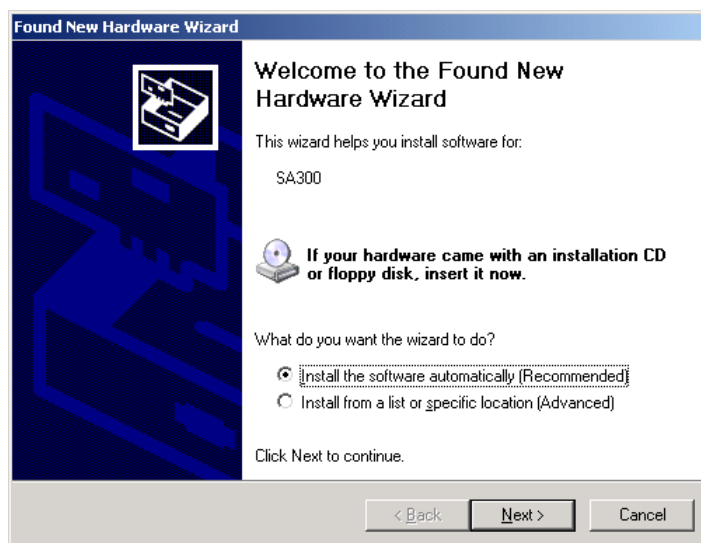 Found New Hardware Wizard
Welcome to the Found New
Hardware Wizard
This wizard helps you install software for:
SA300
If your hardware came with an installation CD
or floppy disk, insert it now.
What do you want the wizard to do?
Install the software automatically (Recommended)
Install from a list or specific location (Advanced)
Click Next to continue.
< Back Next > Cancel